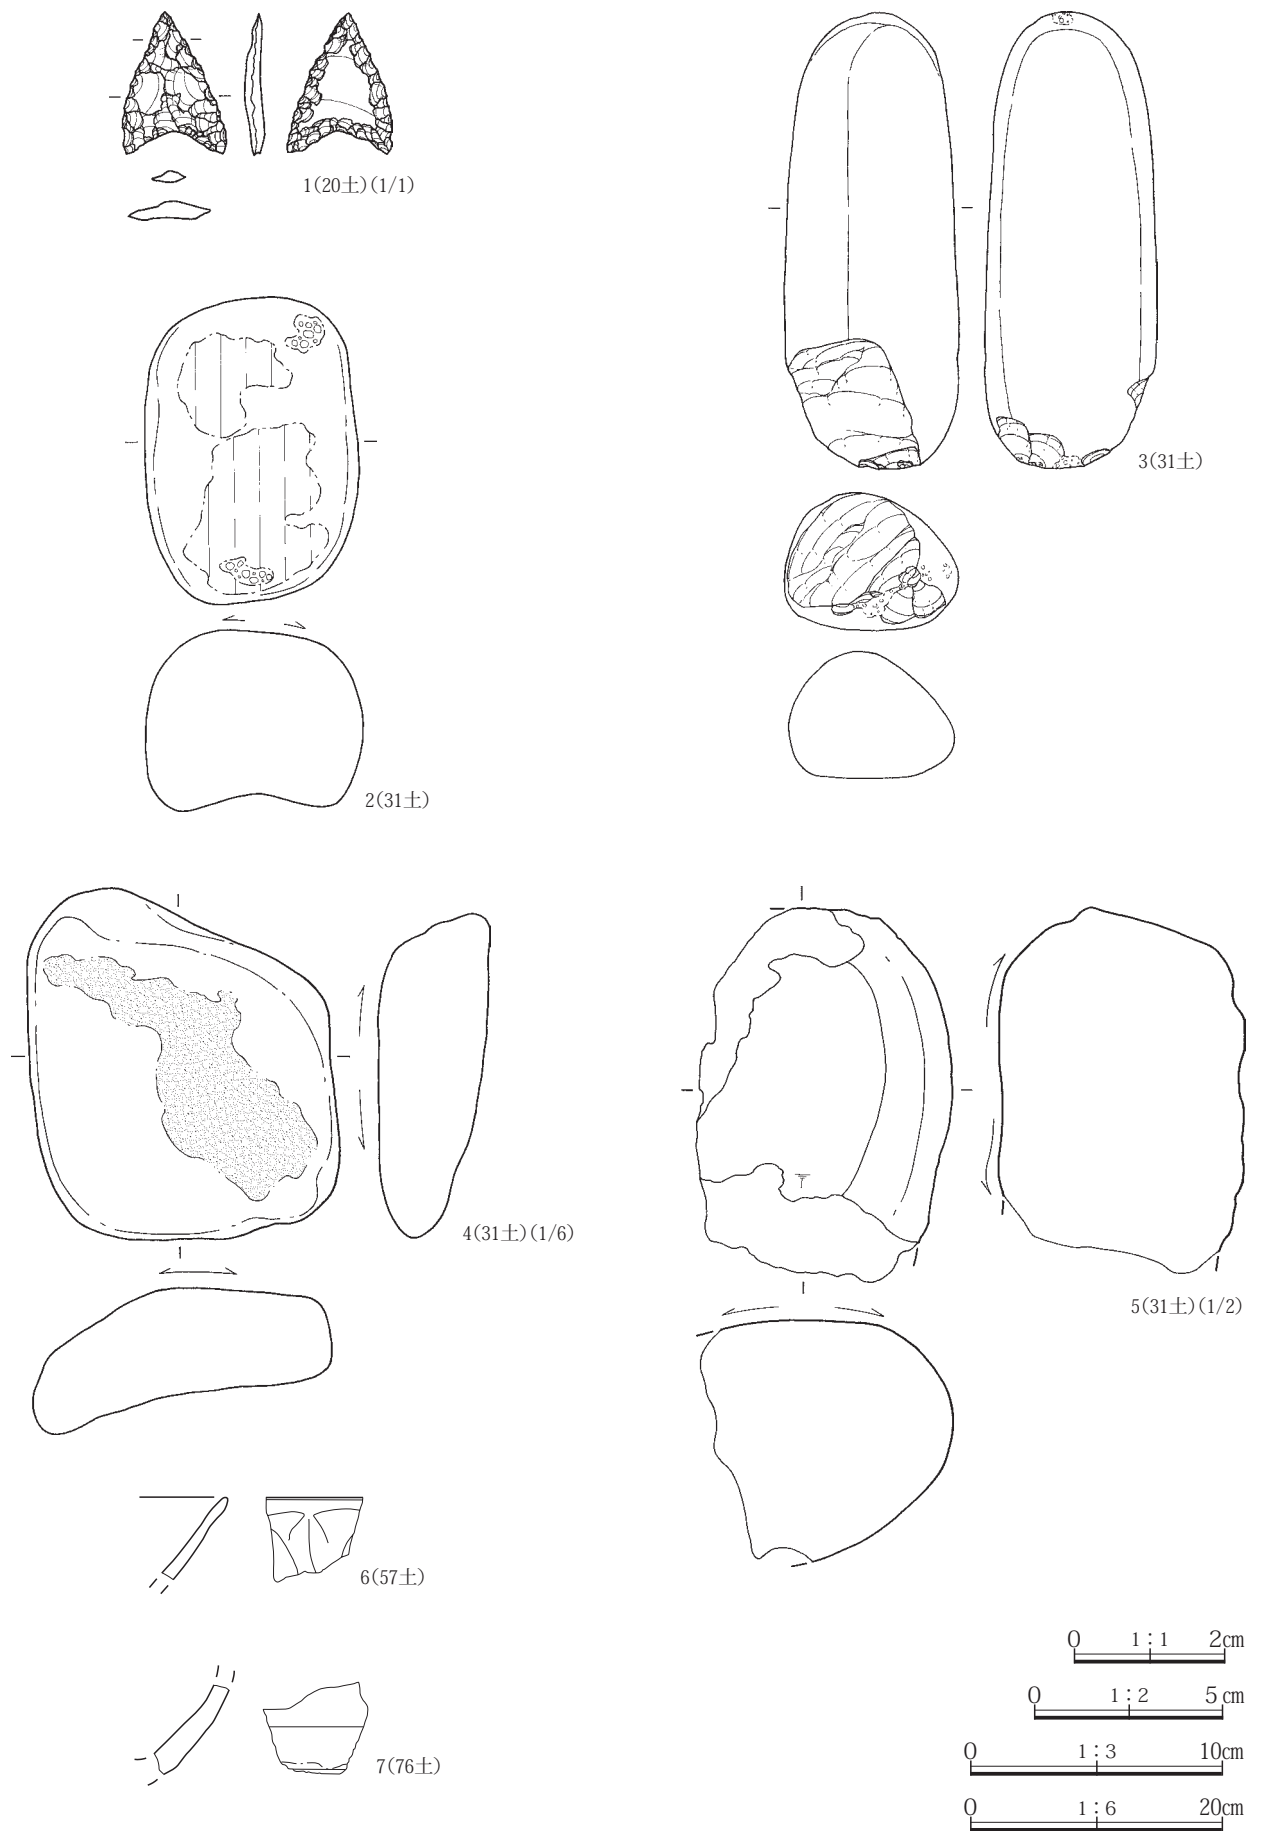 1(20土)(1/1)
3(31土)
2(31土)
4(31土)(1/6)
5(31土)(1/2)
6(57土)
7(76土)
0 1:1 2cm
0 1:2 5cm
0 1:3 10cm
0 1:6 20cm